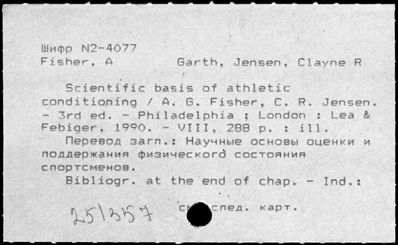 Шифр N2-4077
Fisher, A Garth, Jensen, Clayne R
Scientific basis of athletic
conditioning / A. G. Fisher, C. R. Jensen.
- 3rd ed. - Philadelphia ; London : Lea &
Febiger, 1990. - VIII, 288 p. : ill.
Перевод загл.: Научные основы оценки и
поддержания физического состояния
спортсменов.
Bibliogr. at the end of chap. - Ind.:
след. карт.
25/357